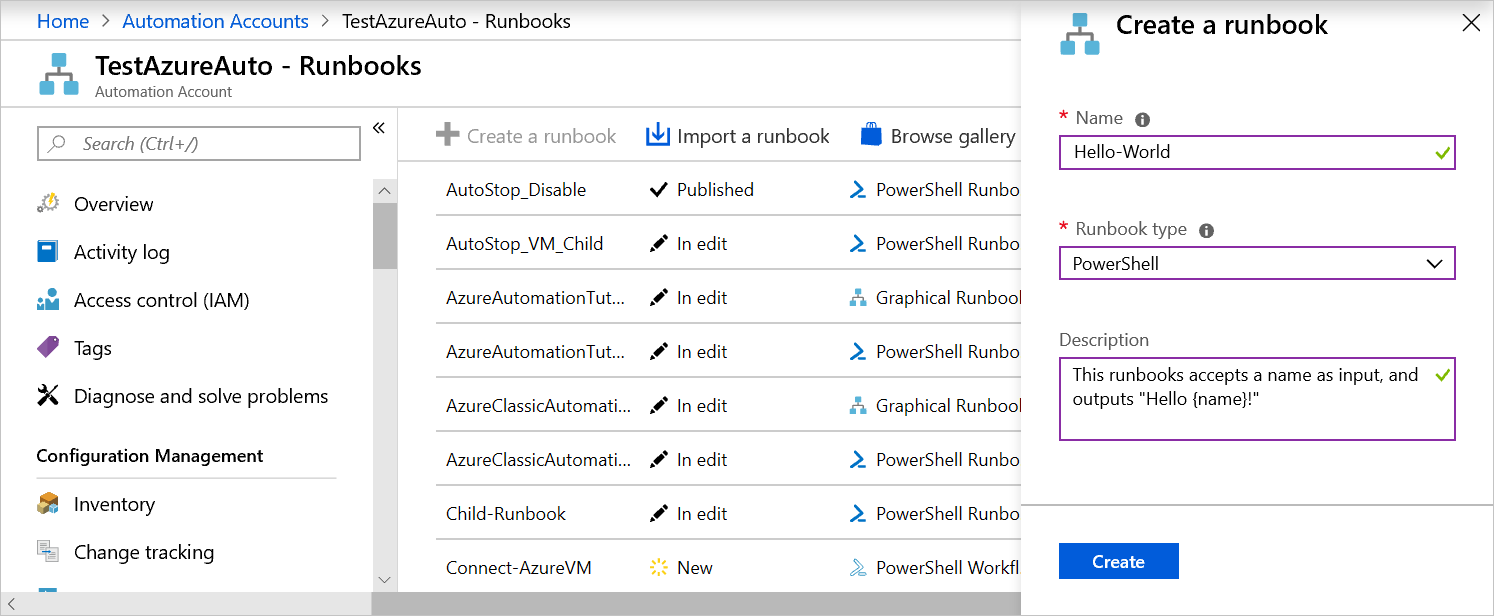 Home > Automation Accounts > TestAzureAuto - Runbooks
TestAzureAuto - Runbooks
Automation Account
Search (Ctrl+/)
Overview
Activity log
Access control (IAM)
Tags
Diagnose and solve problems
Configuration Management
Inventory
Change tracking
Create a runbook Import a runbook Browse gallery
AutoStop_Disable Published PowerShell Runbo
AutoStop_VM_Child In edit PowerShell Runbo
AzureAutomationTut... In edit Graphical Runbook
AzureAutomationTut... In edit PowerShell Runbo
AzureClassicAutomati... In edit Graphical Runbook
AzureClassicAutomati... In edit PowerShell Runbo
Child-Runbook In edit PowerShell Runbo
Connect-AzureVM New PowerShell Workfl
Create a runbook
* Name
Hello-World
* Runbook type
PowerShell
Description
This runbooks accepts a name as input, and
outputs "Hello {name}!"
Create